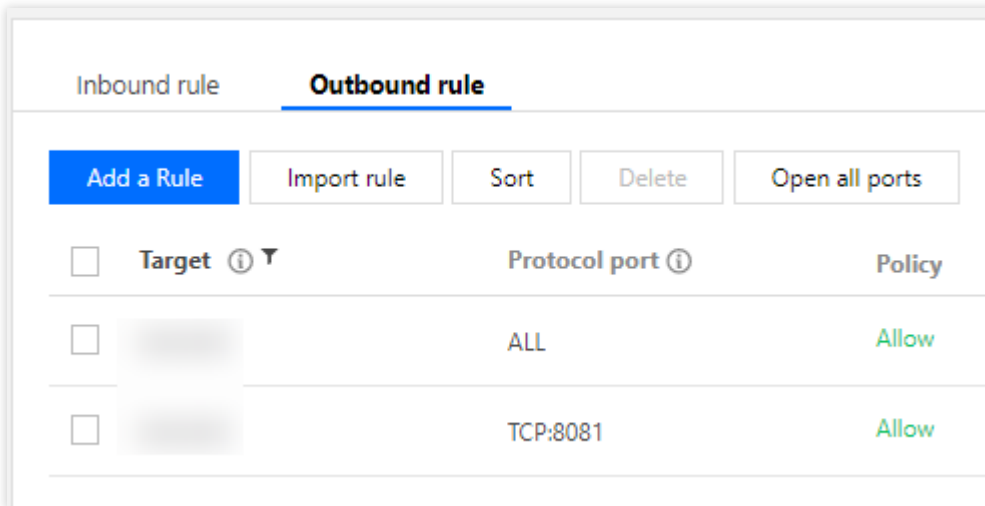 Inbound rule Outbound rule
Add a Rule Import rule Sort Delete Open all ports
Target Protocol port Policy
ALL Allow
TCP:8081 Allow